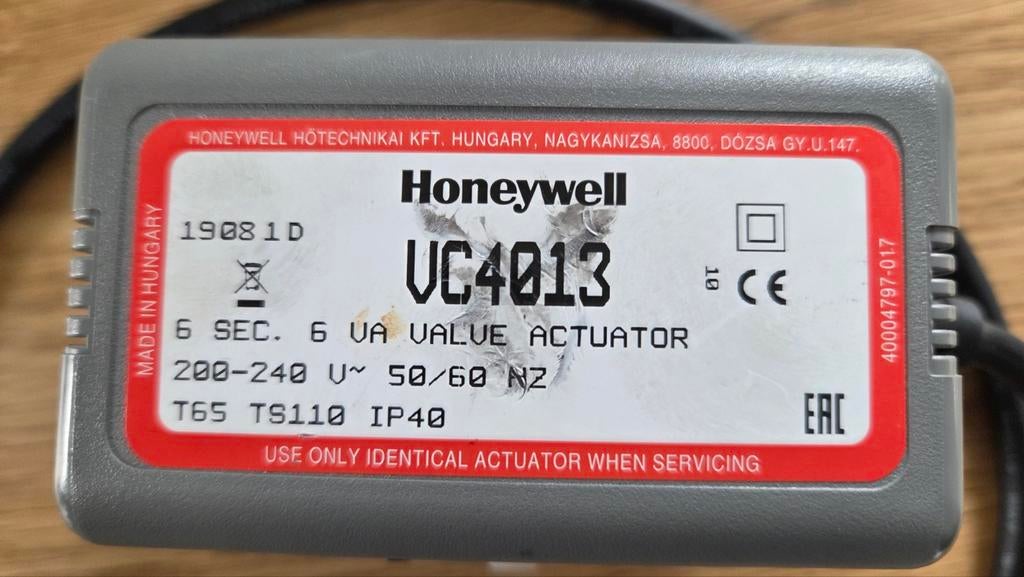 HONEYWELL HŐTECHNIKAI KFT. HUNGARY, NAGYKANIZSA, 8800, DÓZSA GY.U.147.
Honeywell
19081D
VC4013
10 CE
6 SEC. 6 VA VALVE ACTUATOR
200-240 V~ 50/60 HZ
T65 TS110 IP40
EAC
MADE IN HUNGARY
40004797-017
USE ONLY IDENTICAL ACTUATOR WHEN SERVICING